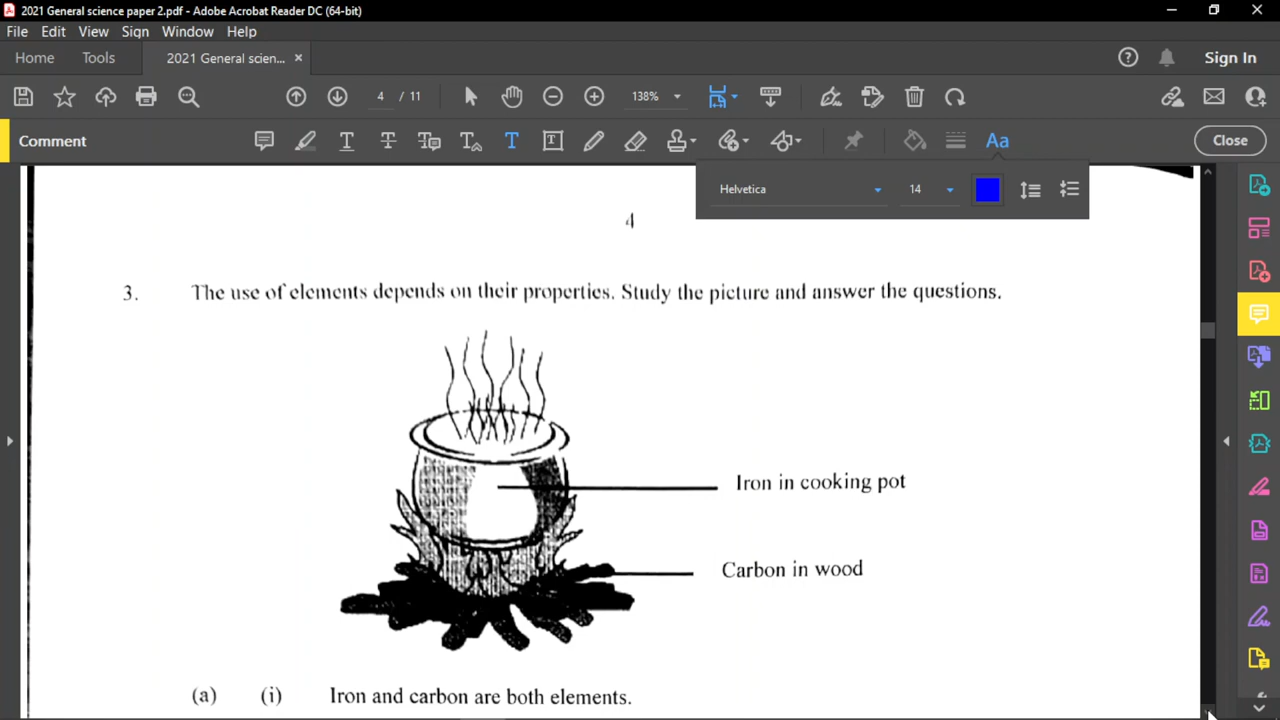 2021 General science paper 2.pdf - Adobe Acrobat Reader DC (64-bit)
File Edit View Sign Window Help
Home Tools 2021 General scien... × Sign In
4 / 11 138%
Comment Close
Helvetica 14
4
3. The use of elements depends on their properties. Study the picture and answer the questions.
Iron in cooking pot
Carbon in wood
(a) (i) Iron and carbon are both elements.